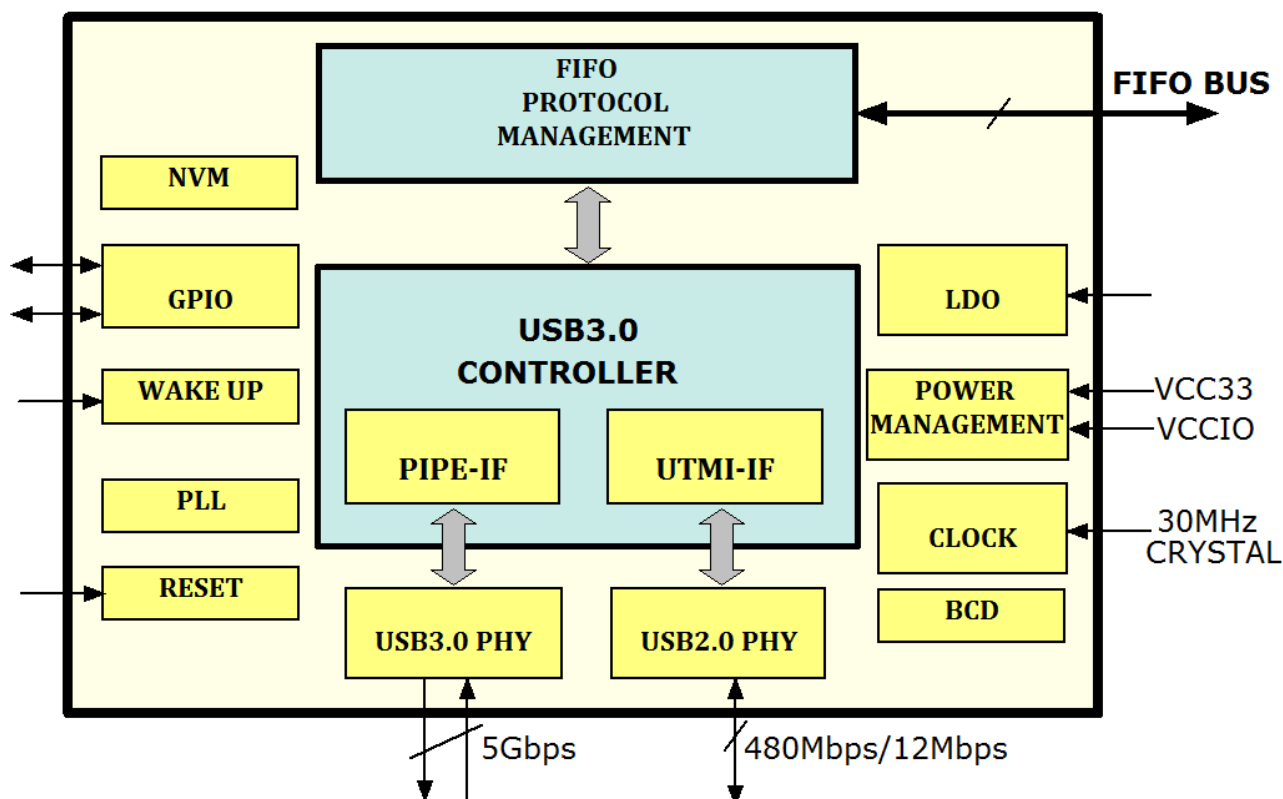 FIFO
PROTOCOL
MANAGEMENT
FIFO BUS
NVM
GPIO
LDO
USB3.0
CONTROLLER
WAKE UP
POWER
MANAGEMENT
VCC33
VCCIO
PIPE-IF
UTMI-IF
PLL
CLOCK
30MHz
CRYSTAL
RESET
BCD
USB3.0 PHY
USB2.0 PHY
5Gbps
480Mbps/12Mbps